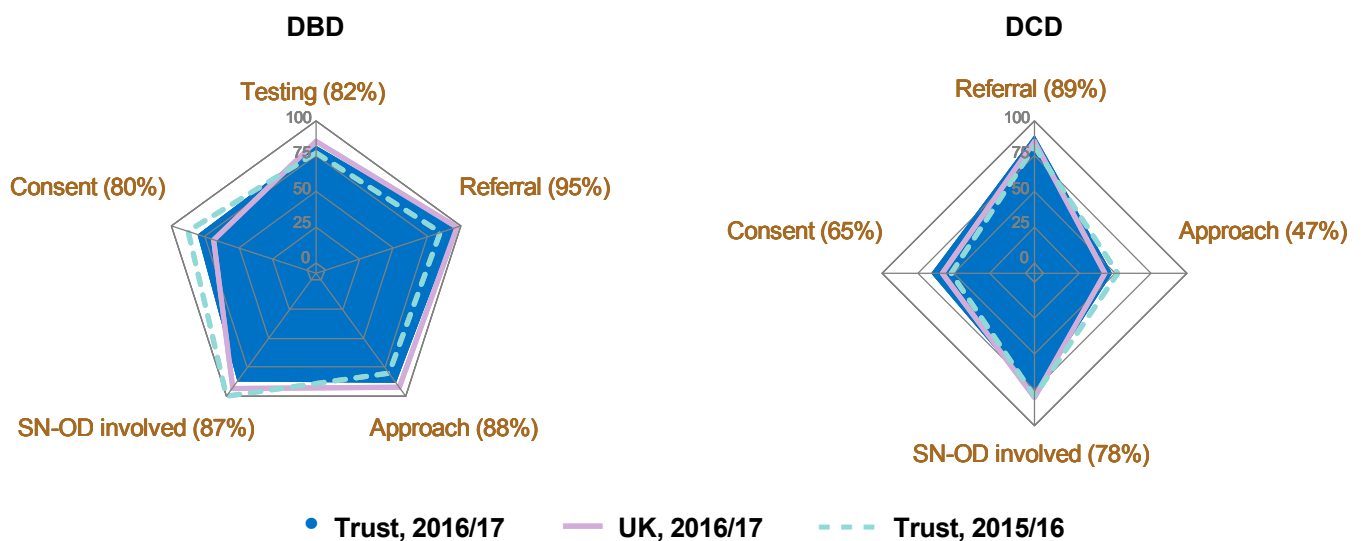 DBD
Testing (82%)
100
75
50
25
0
Consent (80%)
Referral (95%)
SN-OD involved (87%)
Approach (88%)
DCD
Referral (89%)
100
75
50
25
0
Consent (65%)
Approach (47%)
SN-OD involved (78%)
Trust, 2016/17
UK, 2016/17
Trust, 2015/16